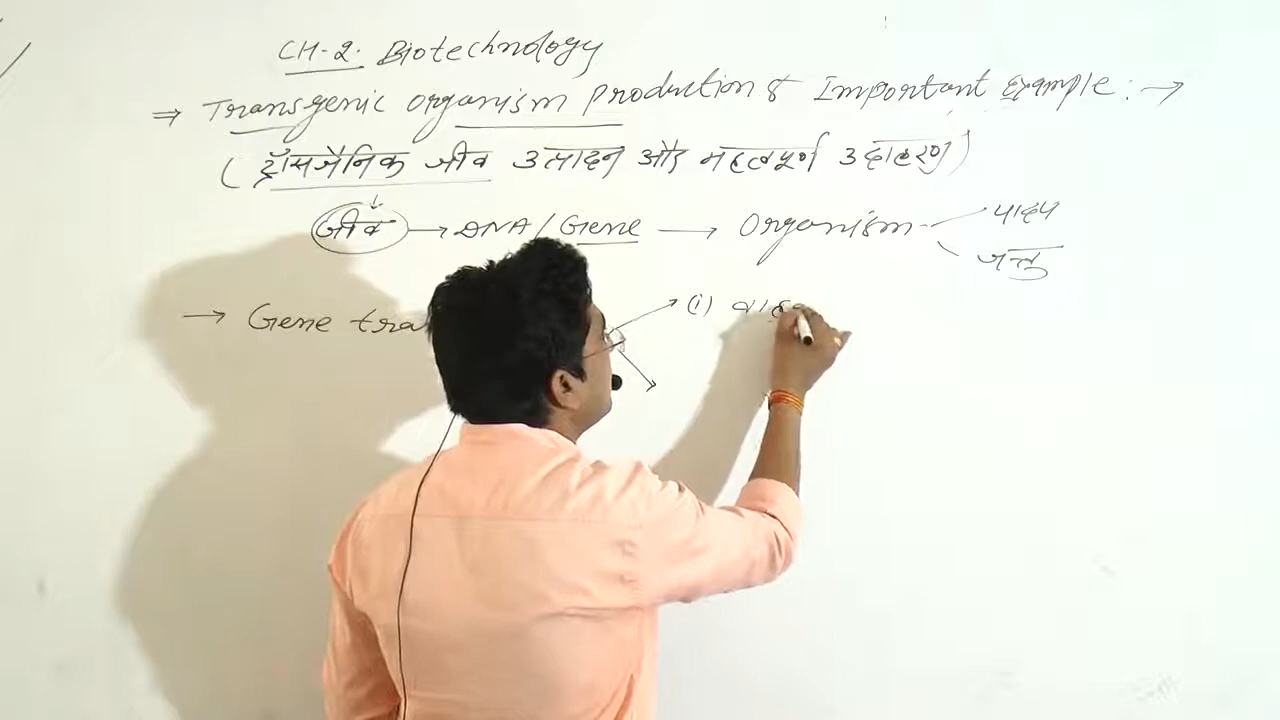 CH-2. Biotechnology
⇒ Transgenic organism production & Important Example :→
( ट्रॉंसजैनिक जीव उत्पादन और महत्वपूर्ण उदाहरण )
जीव → DNA / Gene → Organism पादप
जन्तु
→ Gene tra (i) वाह